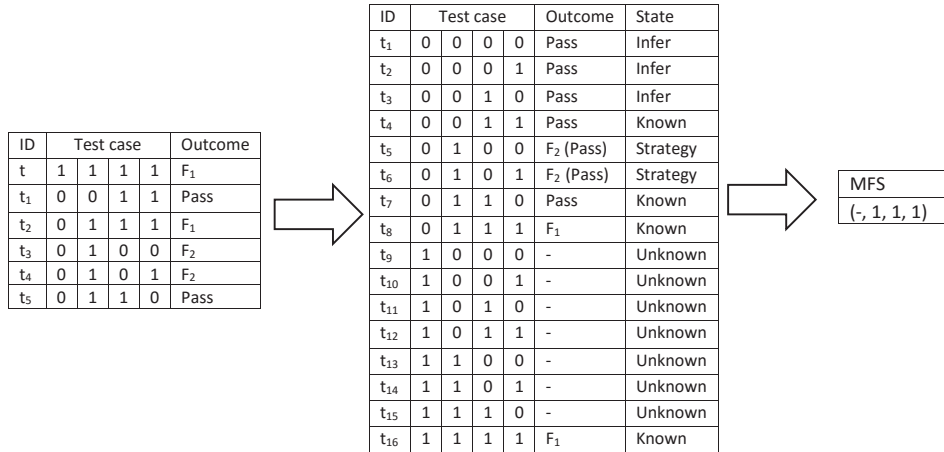 ID Test case Outcome
t 1 1 1 1 F₁
t₁ 0 0 1 1 Pass
t₂ 0 1 1 1 F₁
t₃ 0 1 0 0 F₂
t₄ 0 1 0 1 F₂
t₅ 0 1 1 0 Pass
ID Test case Outcome State
t₁ 0 0 0 0 Pass Infer
t₂ 0 0 0 1 Pass Infer
t₃ 0 0 1 0 Pass Infer
t₄ 0 0 1 1 Pass Known
t₅ 0 1 0 0 F₂ (Pass) Strategy
t₆ 0 1 0 1 F₂ (Pass) Strategy
t₇ 0 1 1 0 Pass Known
t₈ 0 1 1 1 F₁ Known
t₉ 1 0 0 0 - Unknown
t₁₀ 1 0 0 1 - Unknown
t₁₁ 1 0 1 0 - Unknown
t₁₂ 1 0 1 1 - Unknown
t₁₃ 1 1 0 0 - Unknown
t₁₄ 1 1 0 1 - Unknown
t₁₅ 1 1 1 0 - Unknown
t₁₆ 1 1 1 1 F₁ Known
MFS
(-, 1, 1, 1)